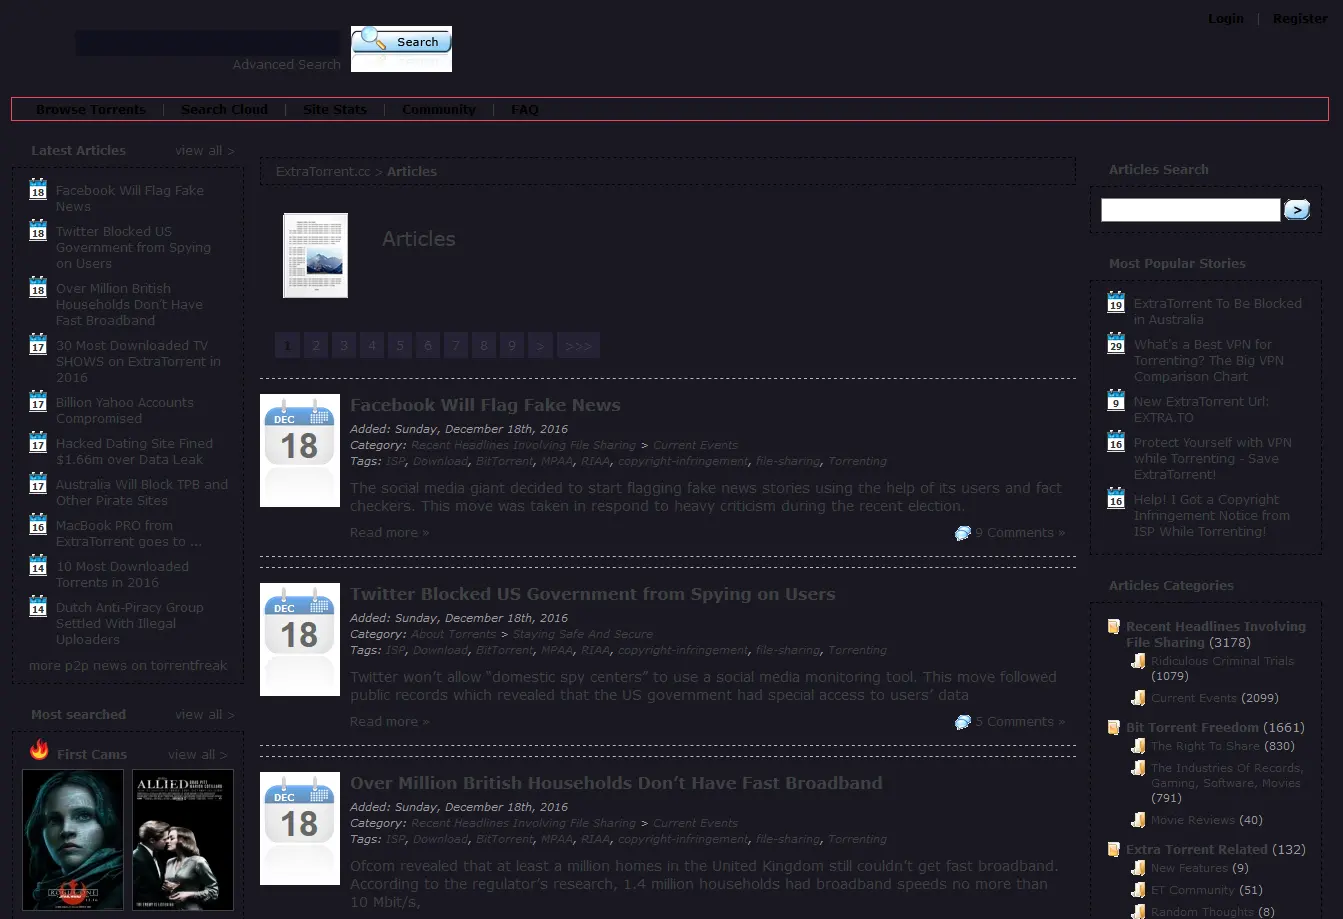 Login | Register
Search
Advanced Search
Browse Torrents | Search Cloud | Site Stats | Community | FAQ
Latest Articles view all >
18 Facebook Will Flag Fake
News
18 Twitter Blocked US
Government from Spying
on Users
18 Over Million British
Households Don't Have
Fast Broadband
17 30 Most Downloaded TV
SHOWS on ExtraTorrent in
2016
17 Billion Yahoo Accounts
Compromised
17 Hacked Dating Site Fined
$1.66m over Data Leak
17 Australia Will Block TPB and
Other Pirate Sites
16 MacBook PRO from
ExtraTorrent goes to ...
14 10 Most Downloaded
Torrents in 2016
14 Dutch Anti-Piracy Group
Settled With Illegal
Uploaders
more p2p news on torrentfreak
Most searched view all >
First Cams view all >
ALLIED
ROGUE ONE
ExtraTorrent.cc > Articles
Articles
1 2 3 4 5 6 7 8 9 > >>>
DEC
18
Facebook Will Flag Fake News
Added: Sunday, December 18th, 2016
Category: Recent Headlines Involving File Sharing > Current Events
Tags: ISP, Download, BitTorrent, MPAA, RIAA, copyright-infringement, file-sharing, Torrenting
The social media giant decided to start flagging fake news stories using the help of its users and fact
checkers. This move was taken in respond to heavy criticism during the recent election.
Read more » 9 Comments »
DEC
18
Twitter Blocked US Government from Spying on Users
Added: Sunday, December 18th, 2016
Category: About Torrents > Staying Safe And Secure
Tags: ISP, Download, BitTorrent, MPAA, RIAA, copyright-infringement, file-sharing, Torrenting
Twitter won't allow "domestic spy centers" to use a social media monitoring tool. This move followed
public records which revealed that the US government had special access to users' data
Read more » 5 Comments »
DEC
18
Over Million British Households Don't Have Fast Broadband
Added: Sunday, December 18th, 2016
Category: Recent Headlines Involving File Sharing > Current Events
Tags: ISP, Download, BitTorrent, MPAA, RIAA, copyright-infringement, file-sharing, Torrenting
Ofcom revealed that at least a million homes in the United Kingdom still couldn't get fast broadband.
According to the regulator's research, 1.4 million households had broadband speeds no more than
10 Mbit/s,
Articles Search
>
Most Popular Stories
19 ExtraTorrent To Be Blocked
in Australia
29 What's a Best VPN for
Torrenting? The Big VPN
Comparison Chart
9 New ExtraTorrent Url:
EXTRA.TO
16 Protect Yourself with VPN
while Torrenting - Save
ExtraTorrent!
16 Help! I Got a Copyright
Infringement Notice from
ISP While Torrenting!
Articles Categories
Recent Headlines Involving
File Sharing (3178)
Ridiculous Criminal Trials
(1079)
Current Events (2099)
Bit Torrent Freedom (1661)
The Right To Share (830)
The Industries Of Records,
Gaming, Software, Movies
(791)
Movie Reviews (40)
Extra Torrent Related (132)
New Features (9)
ET Community (51)
Random Thoughts (8)